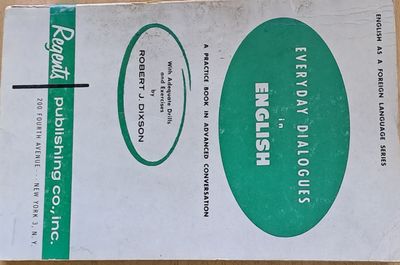 ENGLISH AS A FOREIGN LANGUAGE SERIES
EVERYDAY DIALOGUES
in
ENGLISH
A PRACTICE BOOK IN ADVANCED CONVERSATION
With Adequate Drills
and Exercises
by
ROBERT J. DIXSON
Regents publishing co., inc.
200 FOURTH AVENUE - NEW YORK 3, N. Y.